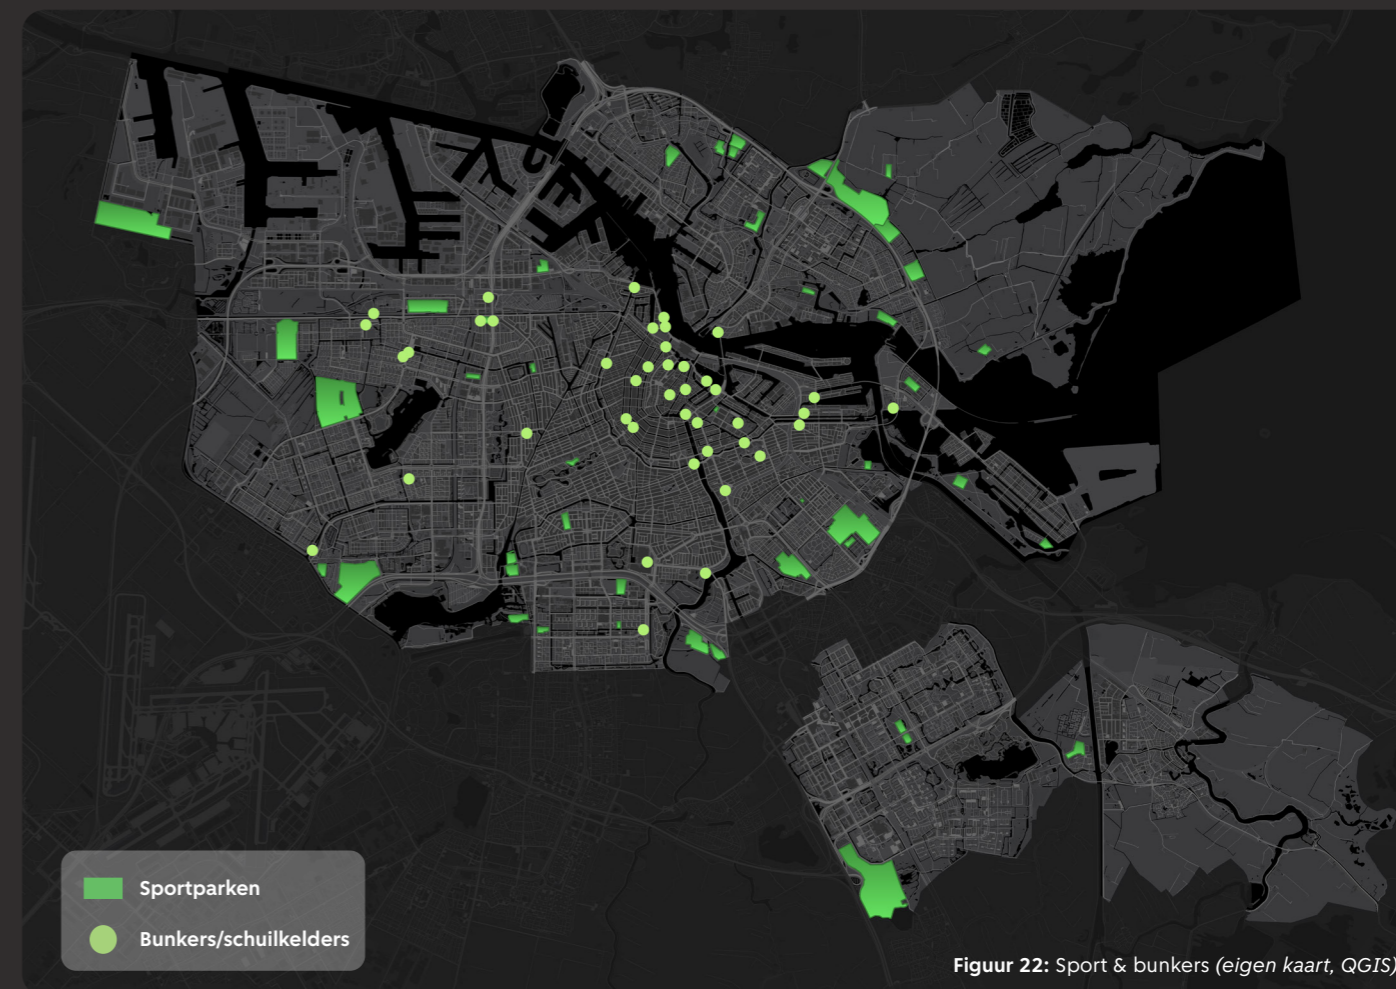 Sportparken
Bunkers/schuilkelders
Figuur 22: Sport & bunkers (eigen kaart, QGIS)